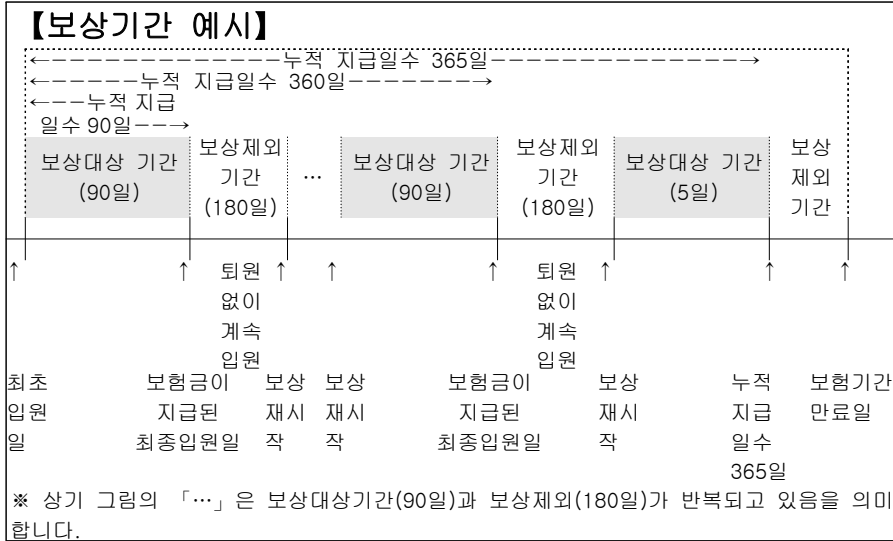 【보상기간 예시】
←−−−−−−−−−−−−−누적 지급일수 365일−−−−−−−−−−−−−−→
←−−−−−−누적 지급일수 360일−−−−−−−→
←−−누적 지급
일수 90일−−→
보상대상 기간
(90일)
보상제외
기간
(180일)
…
보상대상 기간
(90일)
보상제외
기간
(180일)
보상대상 기간
(5일)
보상
제외
기간
↑ ↑ 퇴원 ↑ ↑ ↑ 퇴원 ↑ ↑ ↑
없이 없이
계속 계속
입원 입원
최초 보험금이 보상 보상 보험금이 보상 누적 보험기간
입원 지급된 재시 재시 지급된 재시 지급 만료일
일 최종입원일 작 작 최종입원일 작 일수
365일
※ 상기 그림의 「…」은 보상대상기간(90일)과 보상제외(180일)가 반복되고 있음을 의미
합니다.